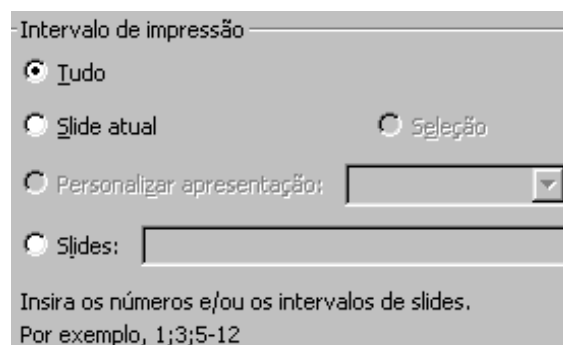 Intervalo de impressão
Tudo
Slide atual Seleção
Personalizar apresentação:
Slides:
Insira os números e/ou os intervalos de slides.
Por exemplo, 1;3;5-12